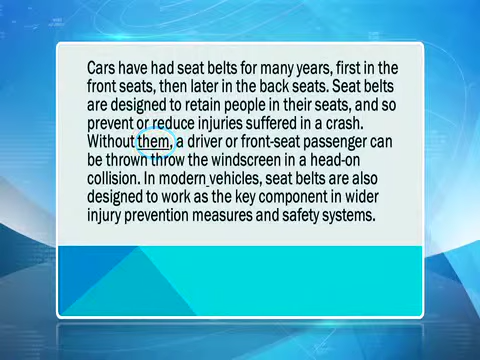 Cars have had seat belts for many years, first in the
front seats, then later in the back seats. Seat belts
are designed to retain people in their seats, and so
prevent or reduce injuries suffered in a crash.
Without them, a driver or front-seat passenger can
be thrown throw the windscreen in a head-on
collision. In modern vehicles, seat belts are also
designed to work as the key component in wider
injury prevention measures and safety systems.